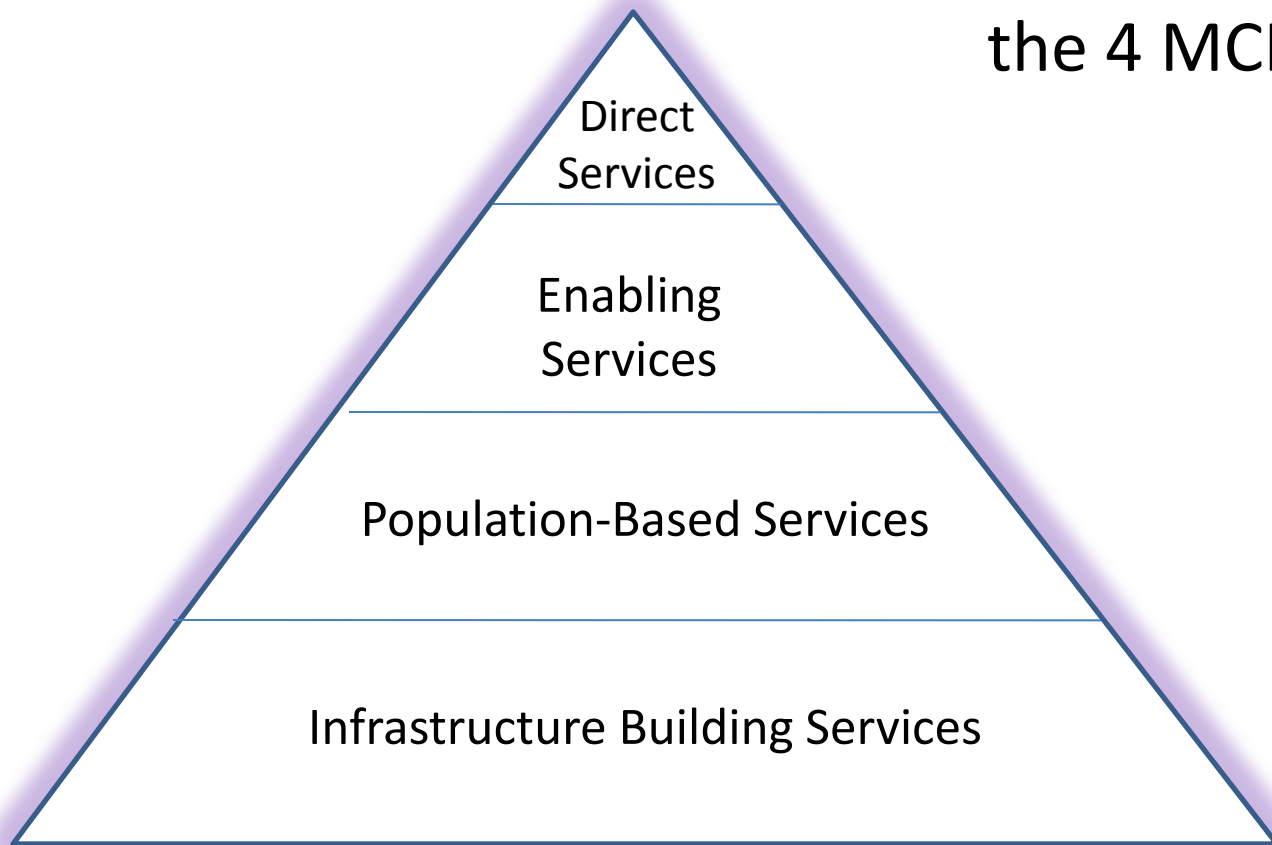 the 4 MC
Direct
Services
Enabling
Services
Population-Based Services
Infrastructure Building Services